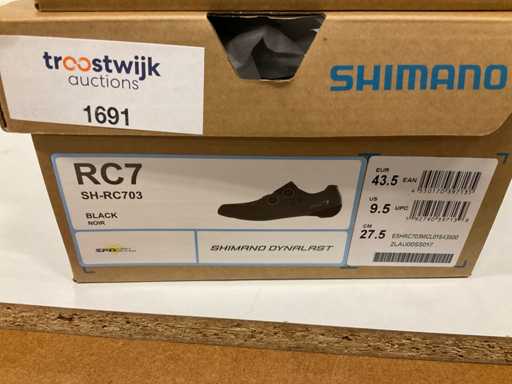 troostwijk
auctions
1691
SHIMANO
RC7
SH-RC703
BLACK
NOIR
SHIMANO DYNALAST
EUR
43.5 EAN
US
9.5 UPC
CM
27.5